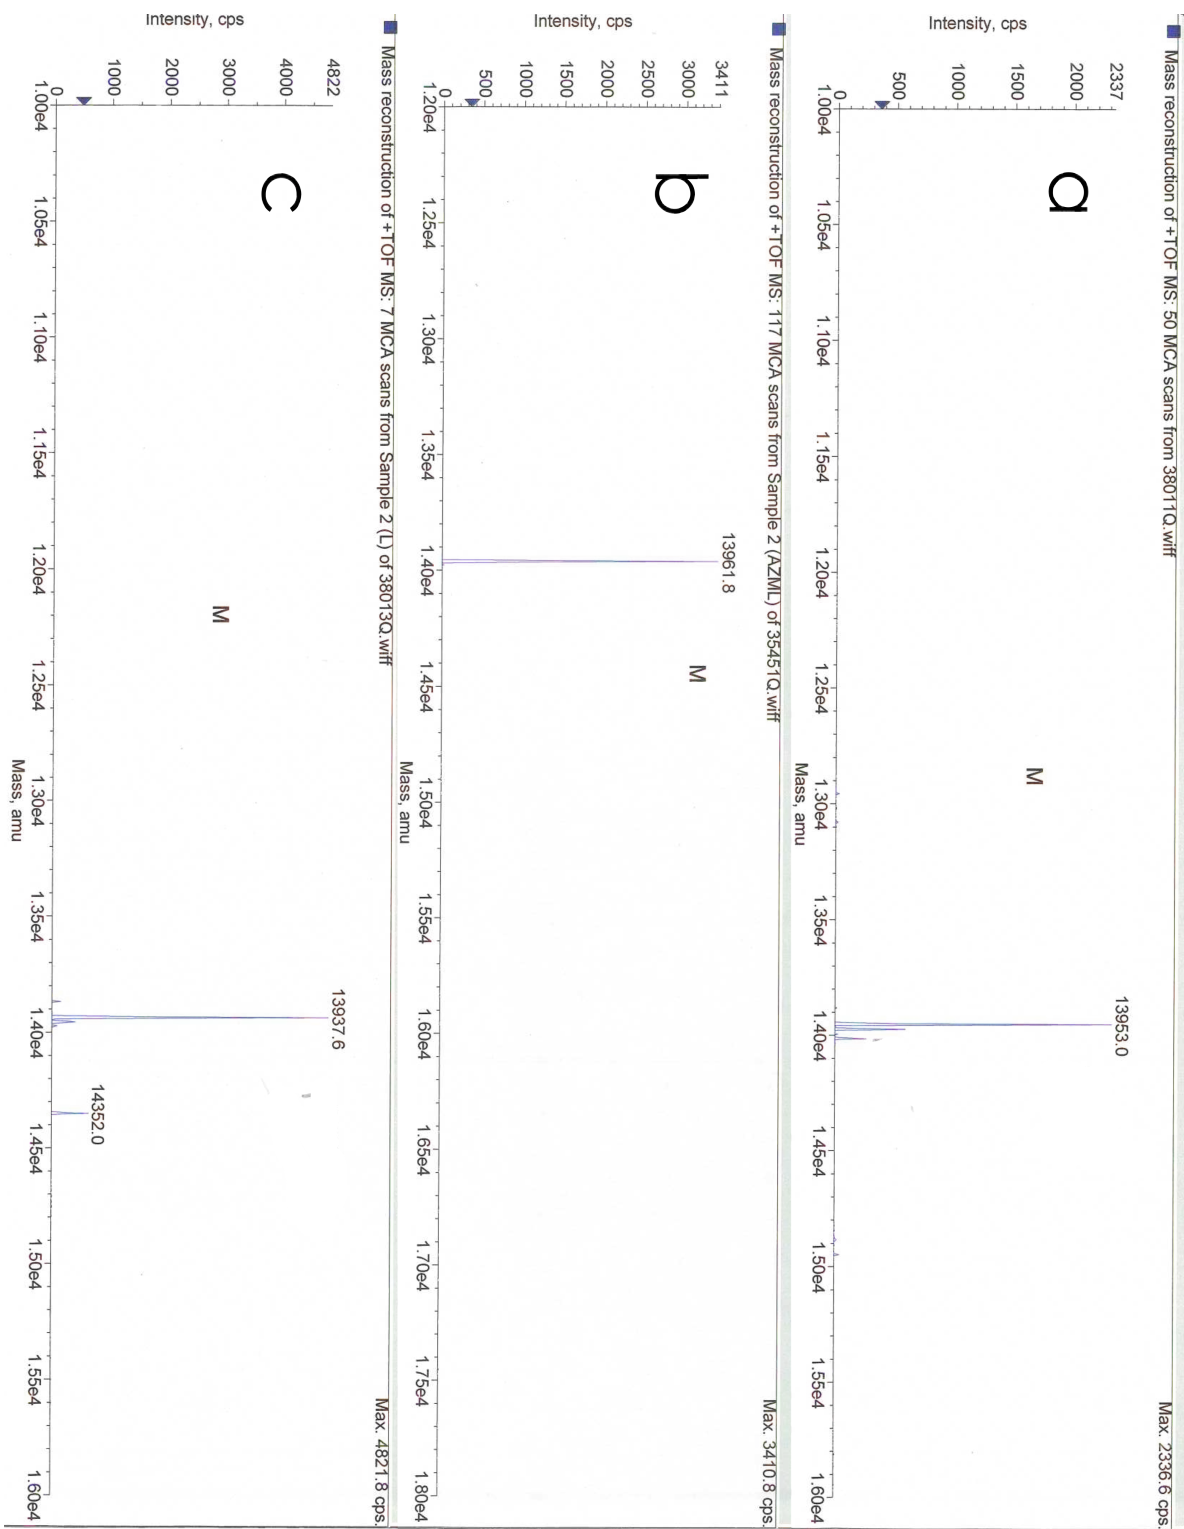 Mass reconstruction of +TOF MS: 50 MCA scans from 38011Q.wiff
Max. 2336.6 cps.
a
M
13953.0
2337
2000
1500
1000
500
0
Intensity, cps
1.00e4 1.05e4 1.10e4 1.15e4 1.20e4 1.25e4 1.30e4 1.35e4 1.40e4 1.45e4 1.50e4 1.55e4 1.60e4
Mass, amu
Mass reconstruction of +TOF MS: 117 MCA scans from Sample 2 (AZML) of 35451Q.wiff
Max. 3410.8 cps.
b
M
13961.8
3411
3000
2500
2000
1500
1000
500
0
Intensity, cps
1.20e4 1.25e4 1.30e4 1.35e4 1.40e4 1.45e4 1.50e4 1.55e4 1.60e4 1.65e4 1.70e4 1.75e4 1.80e4
Mass, amu
Mass reconstruction of +TOF MS: 7 MCA scans from Sample 2 (L) of 38013Q.wiff
Max. 4821.8 cps.
c
M
13937.6
14352.0
4822
4000
3000
2000
1000
0
Intensity, cps
1.00e4 1.05e4 1.10e4 1.15e4 1.20e4 1.25e4 1.30e4 1.35e4 1.40e4 1.45e4 1.50e4 1.55e4 1.60e4
Mass, amu